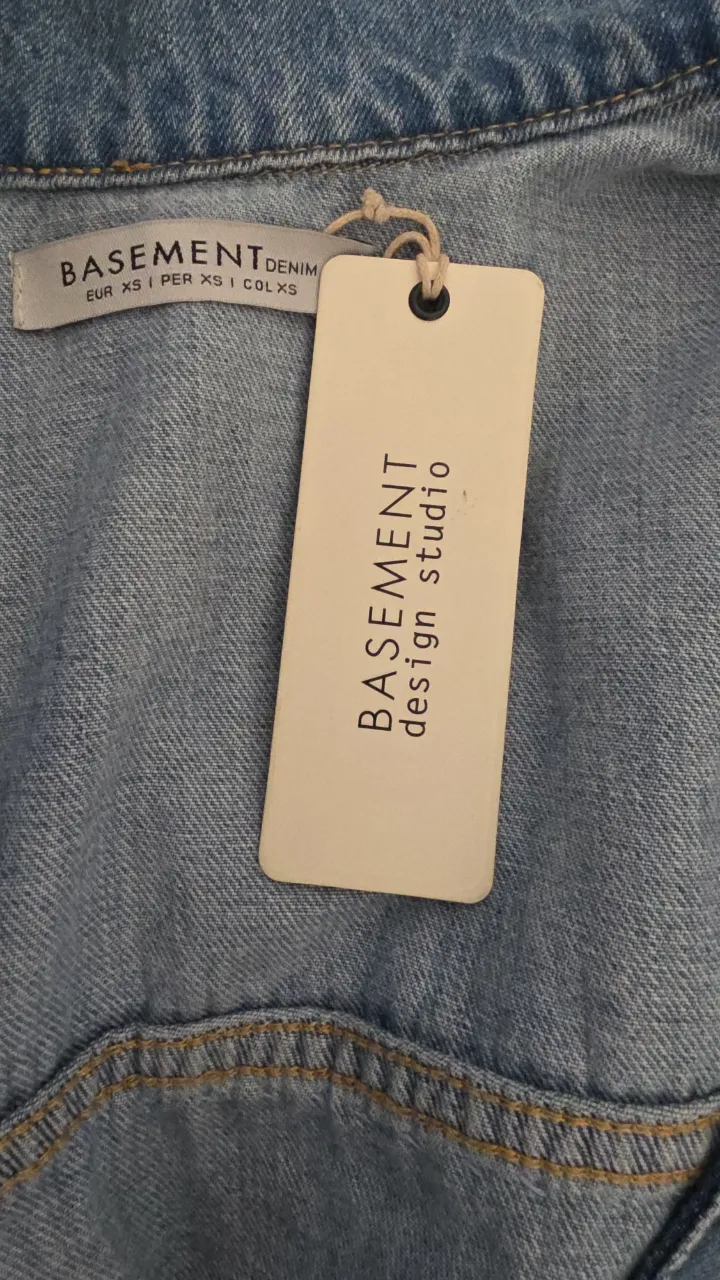 BASEMENT DENIM
EUR XS | PER XS | COL XS
BASEMENT
design studio